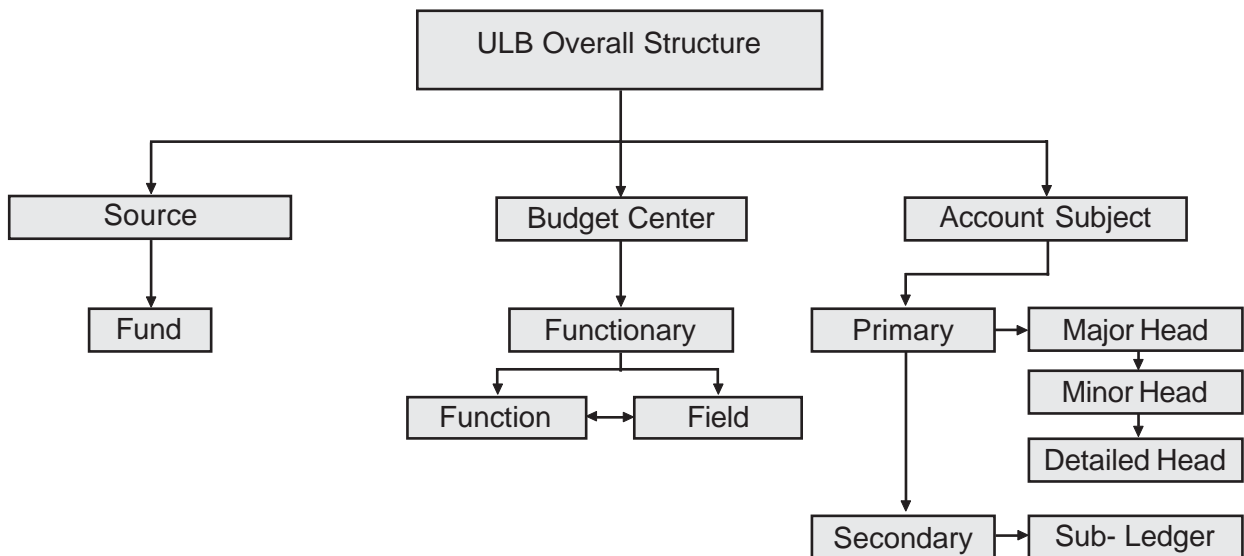 ULB Overall Structure
Source
Budget Center
Account Subject
Fund
Functionary
Primary
Major Head
Minor Head
Function
Field
Detailed Head
Secondary
Sub- Ledger